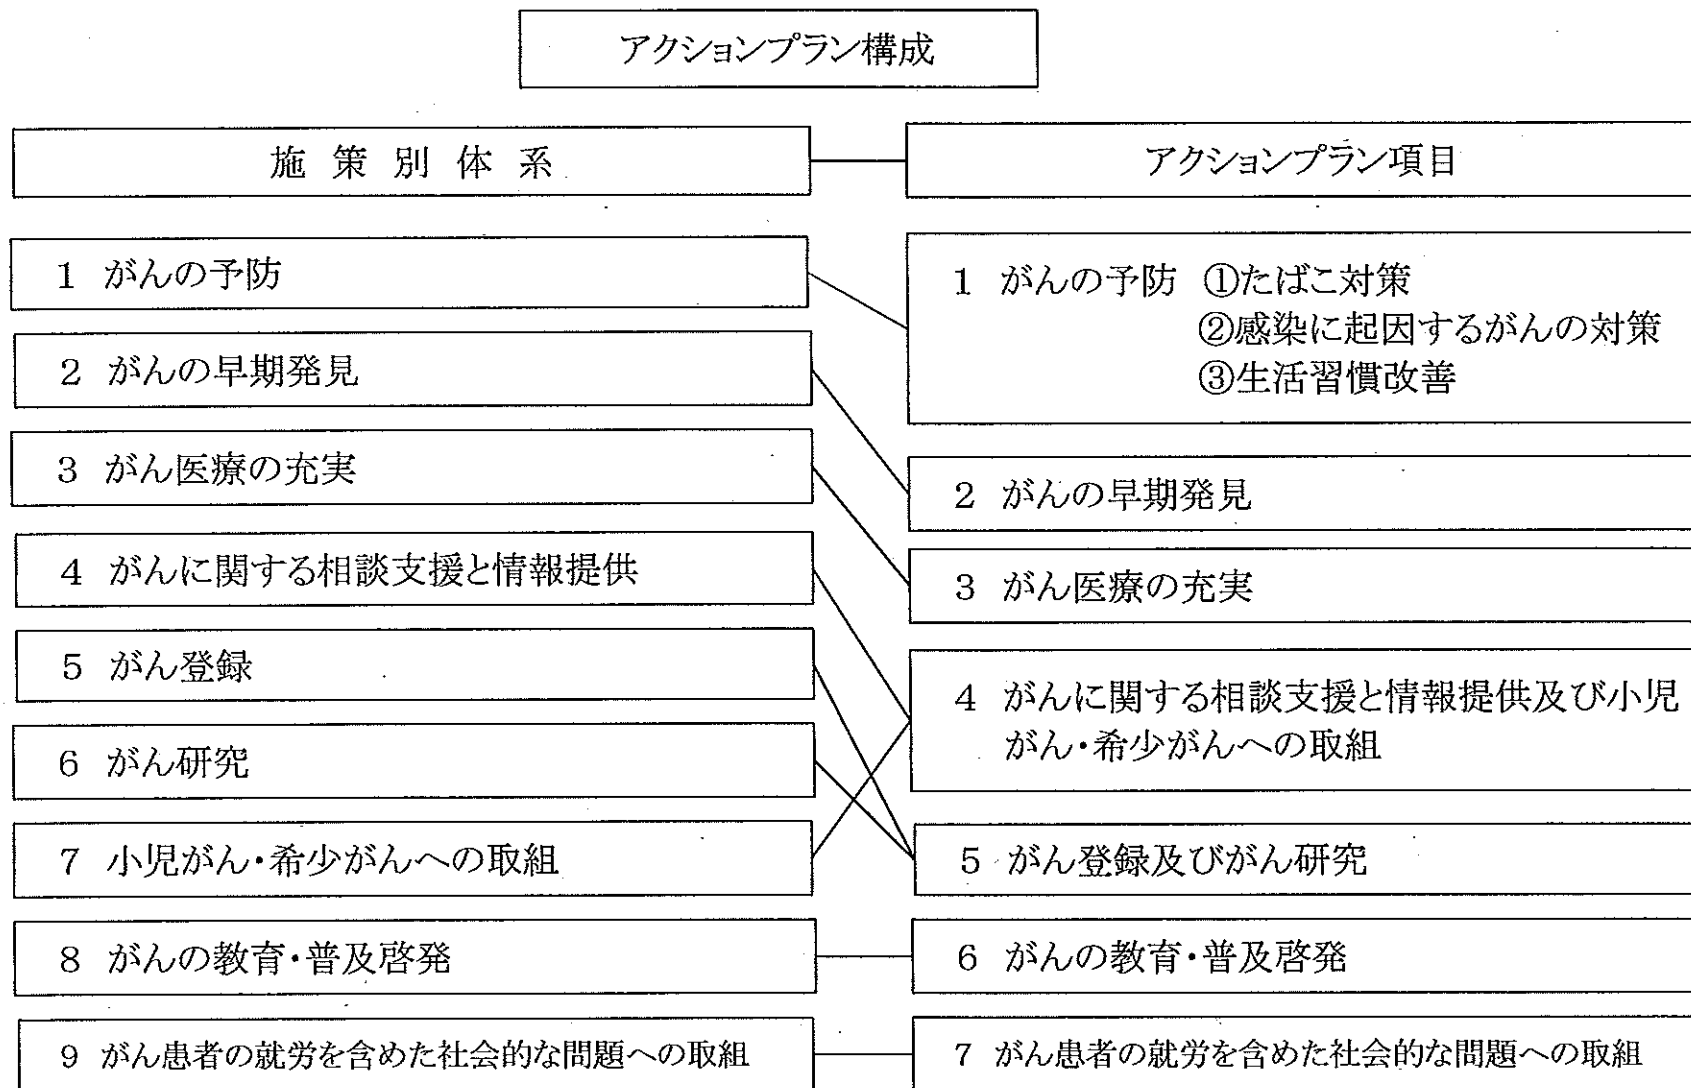 アクションプラン構成
施策別体系
アクションプラン項目
1 がんの予防
2 がんの早期発見
3 がん医療の充実
4 がんに関する相談支援と情報提供
5 がん登録
6 がん研究
7 小児がん・希少がんへの取組
8 がんの教育・普及啓発
9 がん患者の就労を含めた社会的な問題への取組
1 がんの予防 ①たばこ対策
②感染に起因するがんの対策
③生活習慣改善
2 がんの早期発見
3 がん医療の充実
4 がんに関する相談支援と情報提供及び小児
がん・希少がんへの取組
5 がん登録及びがん研究
6 がんの教育・普及啓発
7 がん患者の就労を含めた社会的な問題への取組